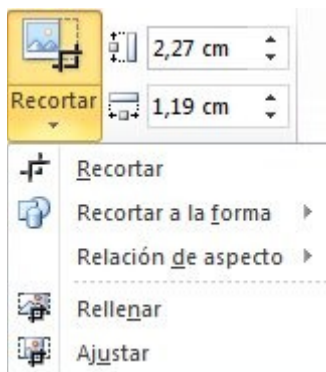 2,27 cm
Recortar
1,19 cm
Recortar
Recortar a la forma
Relación de aspecto
Rellenar
Ajustar